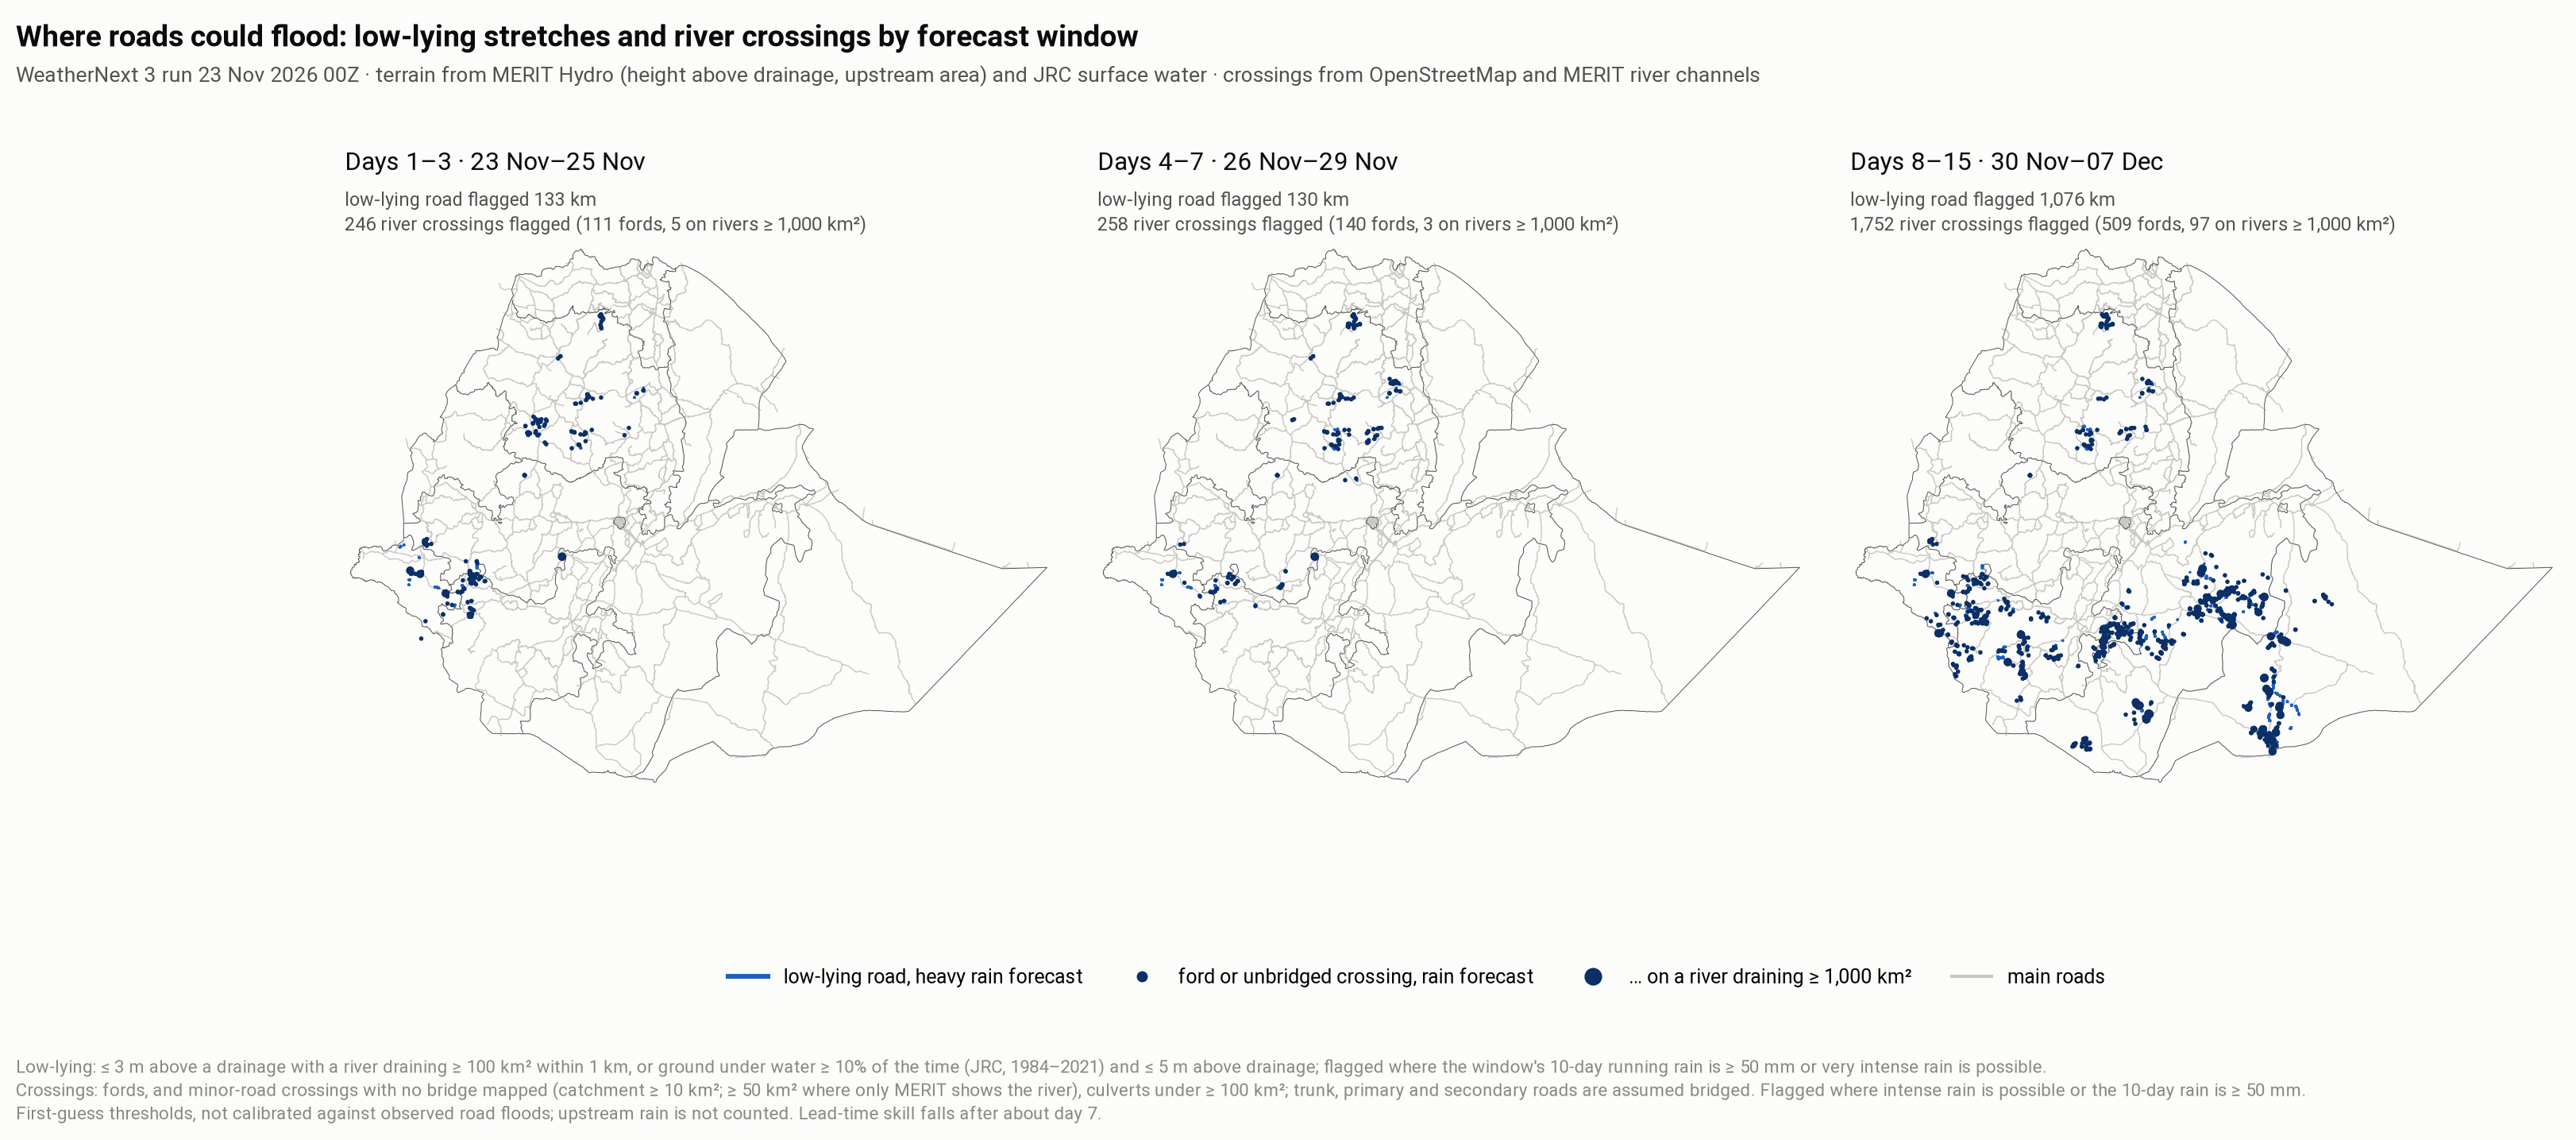 Where roads could flood: low-lying stretches and river crossings by forecast window
WeatherNext 3 run 23 Nov 2026 00Z · terrain from MERIT Hydro (height above drainage, upstream area) and JRC surface water · crossings from OpenStreetMap and MERIT river channels
Days 1–3 · 23 Nov–25 Nov
low-lying road flagged 133 km
246 river crossings flagged (111 fords, 5 on rivers ≥ 1,000 km²)
Days 4–7 · 26 Nov–29 Nov
low-lying road flagged 130 km
258 river crossings flagged (140 fords, 3 on rivers ≥ 1,000 km²)
Days 8–15 · 30 Nov–07 Dec
low-lying road flagged 1,076 km
1,752 river crossings flagged (509 fords, 97 on rivers ≥ 1,000 km²)
low-lying road, heavy rain forecast
ford or unbridged crossing, rain forecast
... on a river draining ≥ 1,000 km²
main roads
Low-lying: ≤ 3 m above a drainage with a river draining ≥ 100 km² within 1 km, or ground under water ≥ 10% of the time (JRC, 1984–2021) and ≤ 5 m above drainage; flagged where the window's 10-day running rain is ≥ 50 mm or very intense rain is possible.
Crossings: fords, and minor-road crossings with no bridge mapped (catchment ≥ 10 km²; ≥ 50 km² where only MERIT shows the river), culverts under ≥ 100 km²; trunk, primary and secondary roads are assumed bridged. Flagged where intense rain is possible or the 10-day rain is ≥ 50 mm.
First-guess thresholds, not calibrated against observed road floods; upstream rain is not counted. Lead-time skill falls after about day 7.